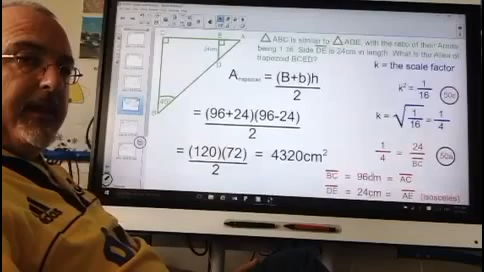 △ ABC is similar to △ ABE, with the ratio of their Areas
being 1:16. Side DE is 24cm in length. What is the Area of
trapezoid BCED?
C
B
A
24cm
D
45°
B
k = the scale factor
A trapezoid = (B+b)h
2
k² = 1
16
50c
= (96+24)(96-24)
2
k = √ 1
16
= 1
4
= (120)(72) = 4320cm²
2
1 = 24
4 BC
50a
BC = 96dm = AC
DE = 24cm = AE (isosceles)
adidas